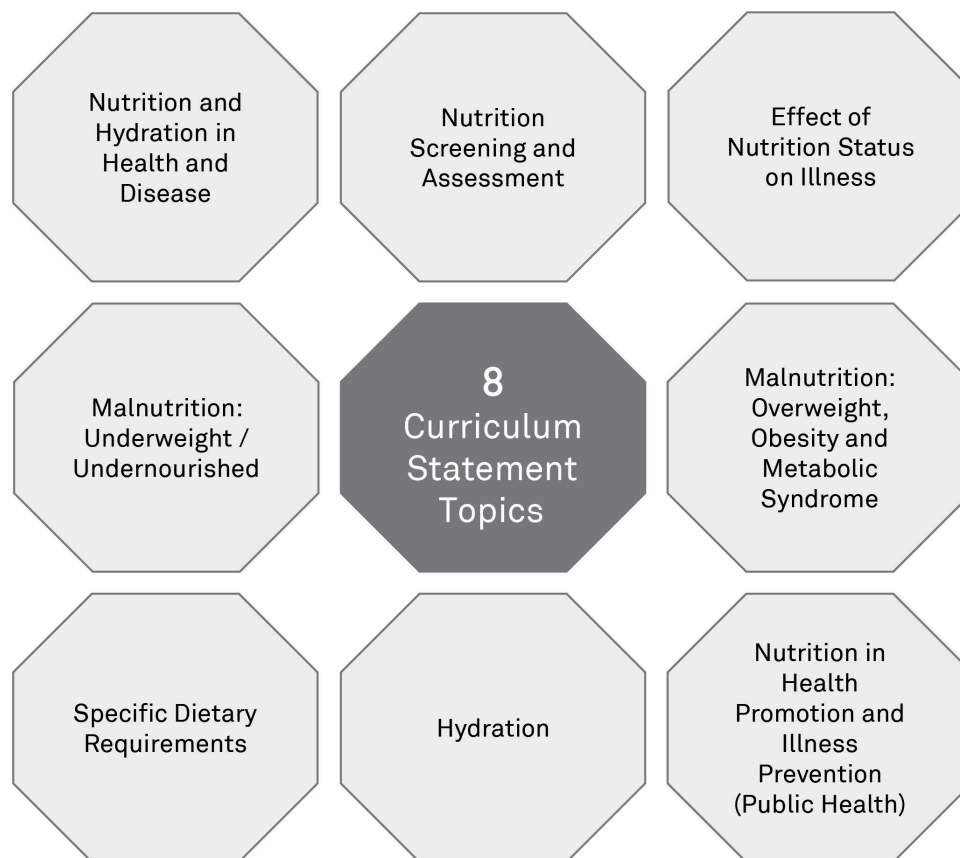 Nutrition and
Hydration in
Health and
Disease
Nutrition
Screening and
Assessment
Effect of
Nutrition Status
on Illness
Malnutrition:
Underweight /
Undernourished
8
Curriculum
Statement
Topics
Malnutrition:
Overweight,
Obesity and
Metabolic
Syndrome
Specific Dietary
Requirements
Hydration
Nutrition in
Health
Promotion and
Illness
Prevention
(Public Health)